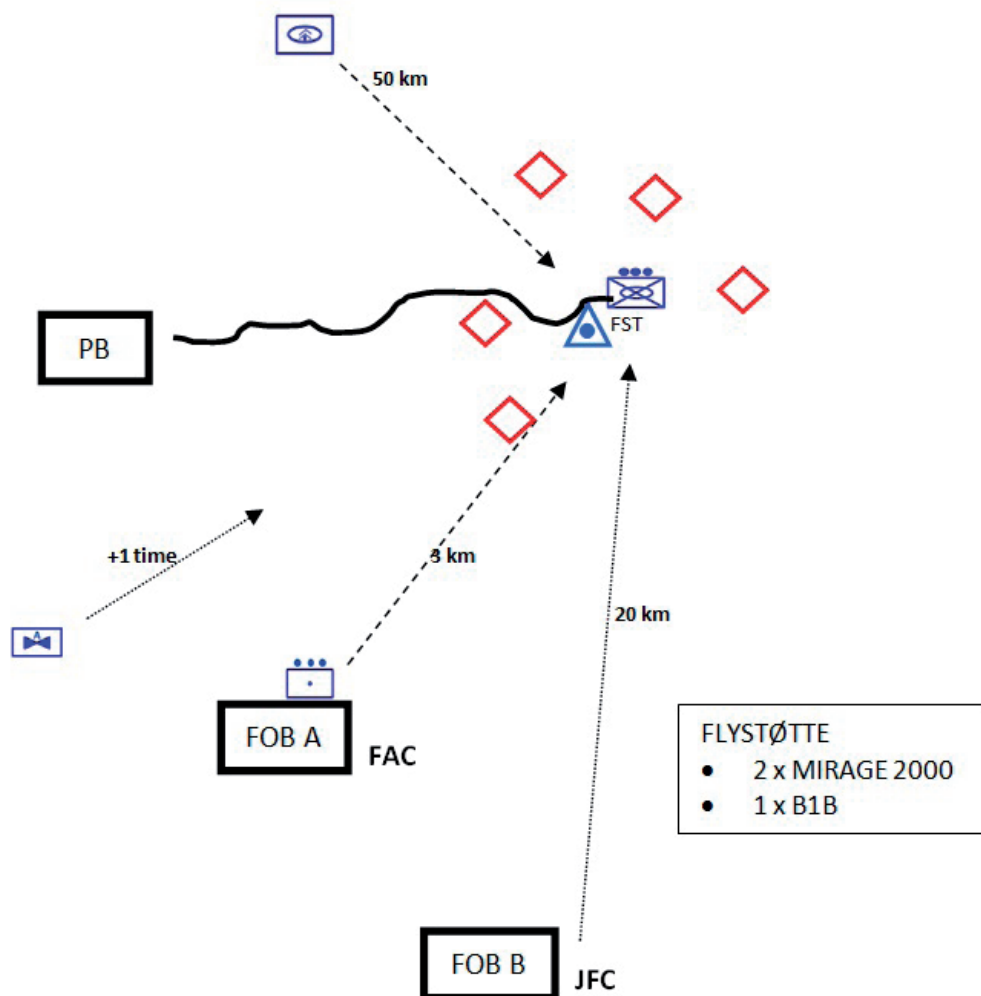 50 km
FST
PB
+1 time
3 km
20 km
A
FOB A
FAC
FLYSTØTTE
• 2 x MIRAGE 2000
• 1 x B1B
FOB B
JFC